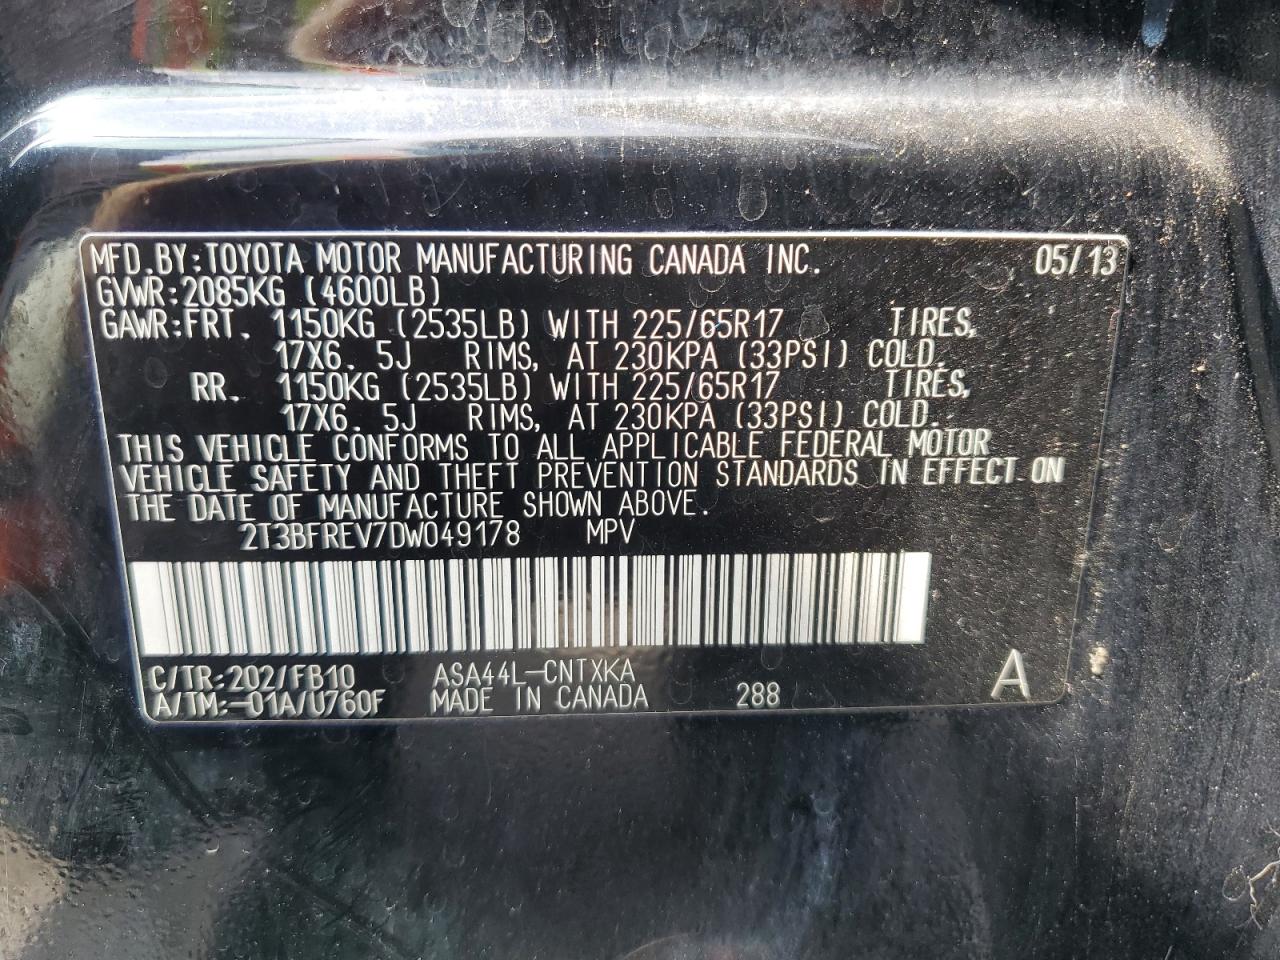 MFD.BY:TOYOTA MOTOR MANUFACTURING CANADA INC. 05/13
GVWR:2085KG (4600LB)
GAWR:FRT. 1150KG (2535LB) WITH 225/65R17 TIRES,
17X6. 5J RIMS, AT 230KPA (33PSI) COLD.
RR. 1150KG (2535LB) WITH 225/65R17 TIRES,
17X6. 5J RIMS, AT 230KPA (33PSI) COLD.
THIS VEHICLE CONFORMS TO ALL APPLICABLE FEDERAL MOTOR
VEHICLE SAFETY AND THEFT PREVENTION STANDARDS IN EFFECT ON
THE DATE OF MANUFACTURE SHOWN ABOVE.
2T3BFREV7DW049178 MPV
C/TR:202/FB10 ASA44L-CNTXKA
A/TM:-01A/U760F MADE IN CANADA 288 A